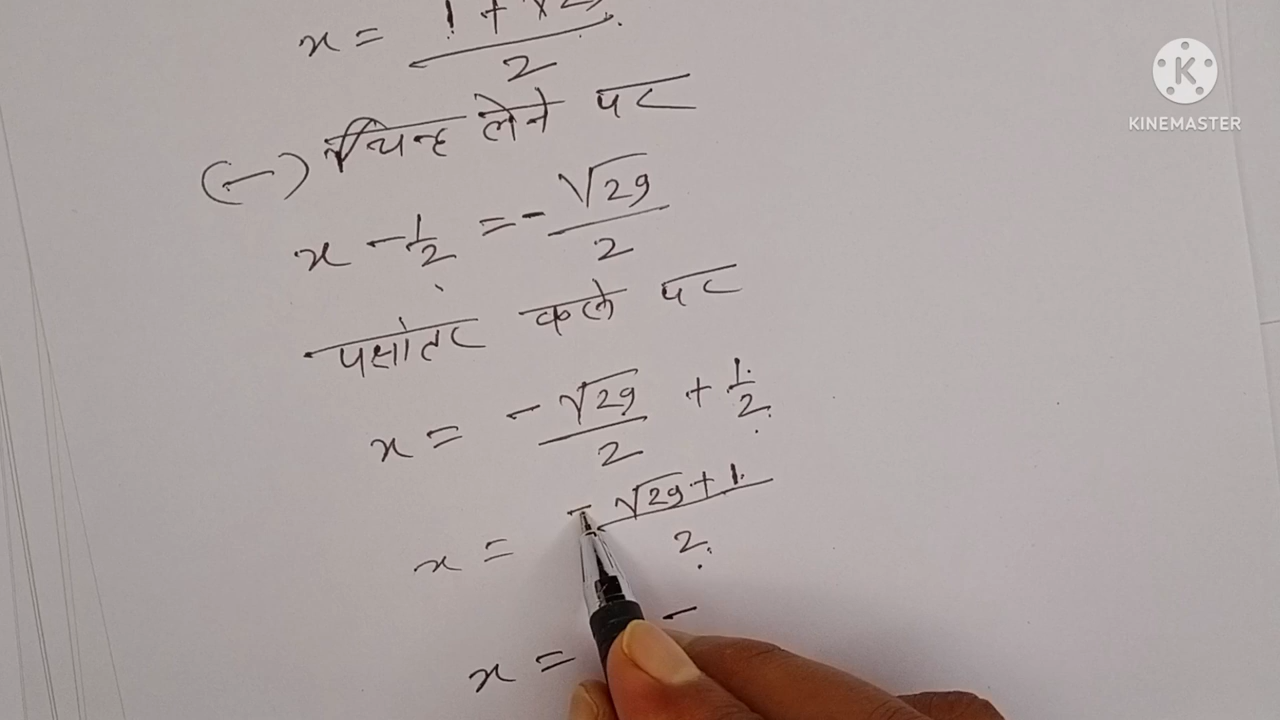 x = 1 + √29 / 2
(-) चिन्ह लेने पर
x - 1/2 = - √29 / 2
पक्षांतर करने पर
x = - √29 / 2 + 1/2
x = - √29 + 1 / 2
x = -
K
KINEMASTER